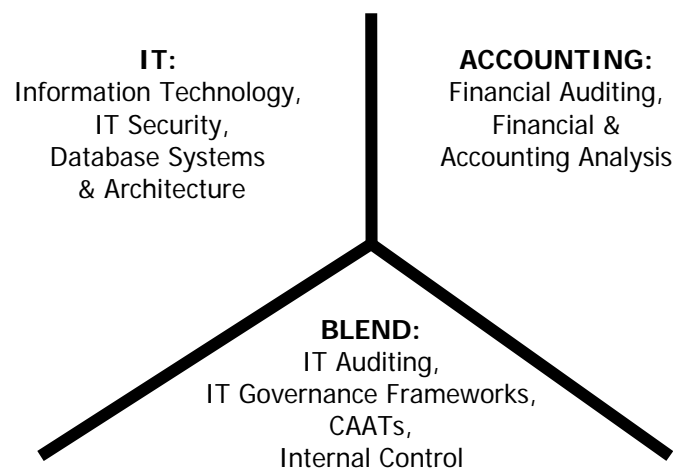 IT:
Information Technology,
IT Security,
Database Systems
& Architecture
ACCOUNTING:
Financial Auditing,
Financial &
Accounting Analysis
BLEND:
IT Auditing,
IT Governance Frameworks,
CAATs,
Internal Control